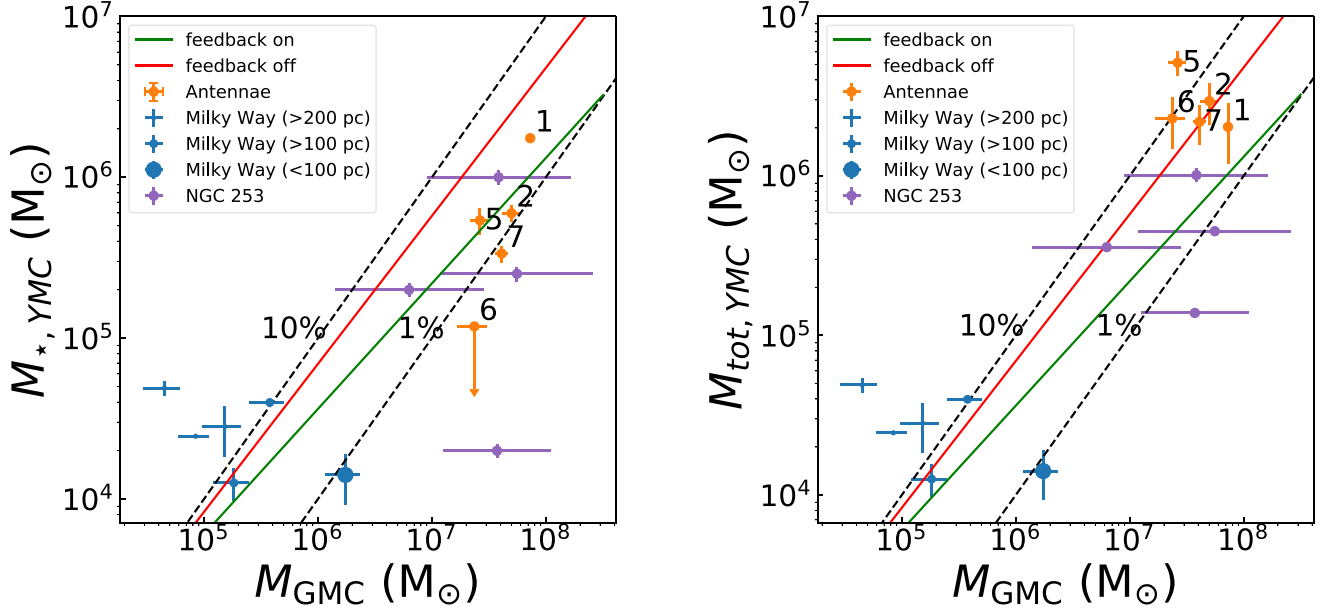 10⁷
10⁶
10⁵
10⁴
M⋆, YMC (M⊙)
feedback on
feedback off
Antennae
Milky Way (>200 pc)
Milky Way (>100 pc)
Milky Way (<100 pc)
NGC 253
1
2
5
7
6
10%
1%
10⁵ 10⁶ 10⁷ 10⁸
M_GMC (M⊙)
10⁷
10⁶
10⁵
10⁴
M_tot, YMC (M⊙)
feedback on
feedback off
Antennae
Milky Way (>200 pc)
Milky Way (>100 pc)
Milky Way (<100 pc)
NGC 253
5
2
6
1
7
10%
1%
10⁵ 10⁶ 10⁷ 10⁸
M_GMC (M⊙)